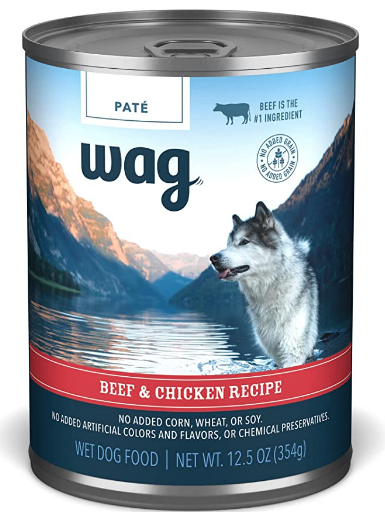 PATÉ
BEEF IS THE
#1 INGREDIENT
wag
NO ADDED GRAIN
NO ADDED GRAIN
BEEF & CHICKEN RECIPE
NO ADDED CORN, WHEAT, OR SOY.
NO ADDED ARTIFICIAL COLORS AND FLAVORS, OR CHEMICAL PRESERVATIVES.
WET DOG FOOD | NET WT. 12.5 OZ (354g)